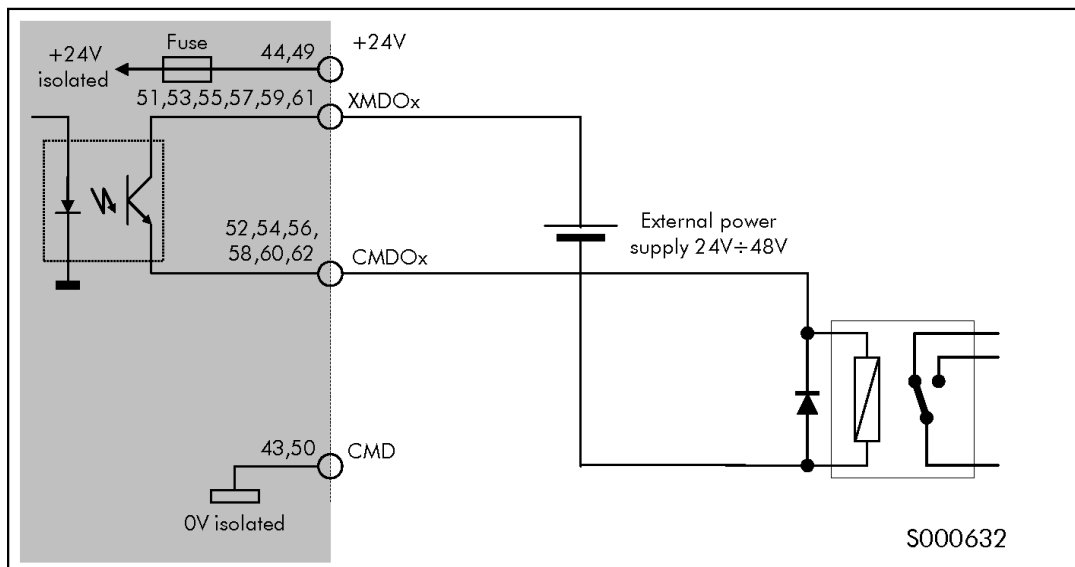 Fuse
44,49
+24V
+24V
isolated
51,53,55,57,59,61
XMDOx
52,54,56,
58,60,62
CMDOx
External power
supply 24V÷48V
43,50
CMD
0V isolated
S000632